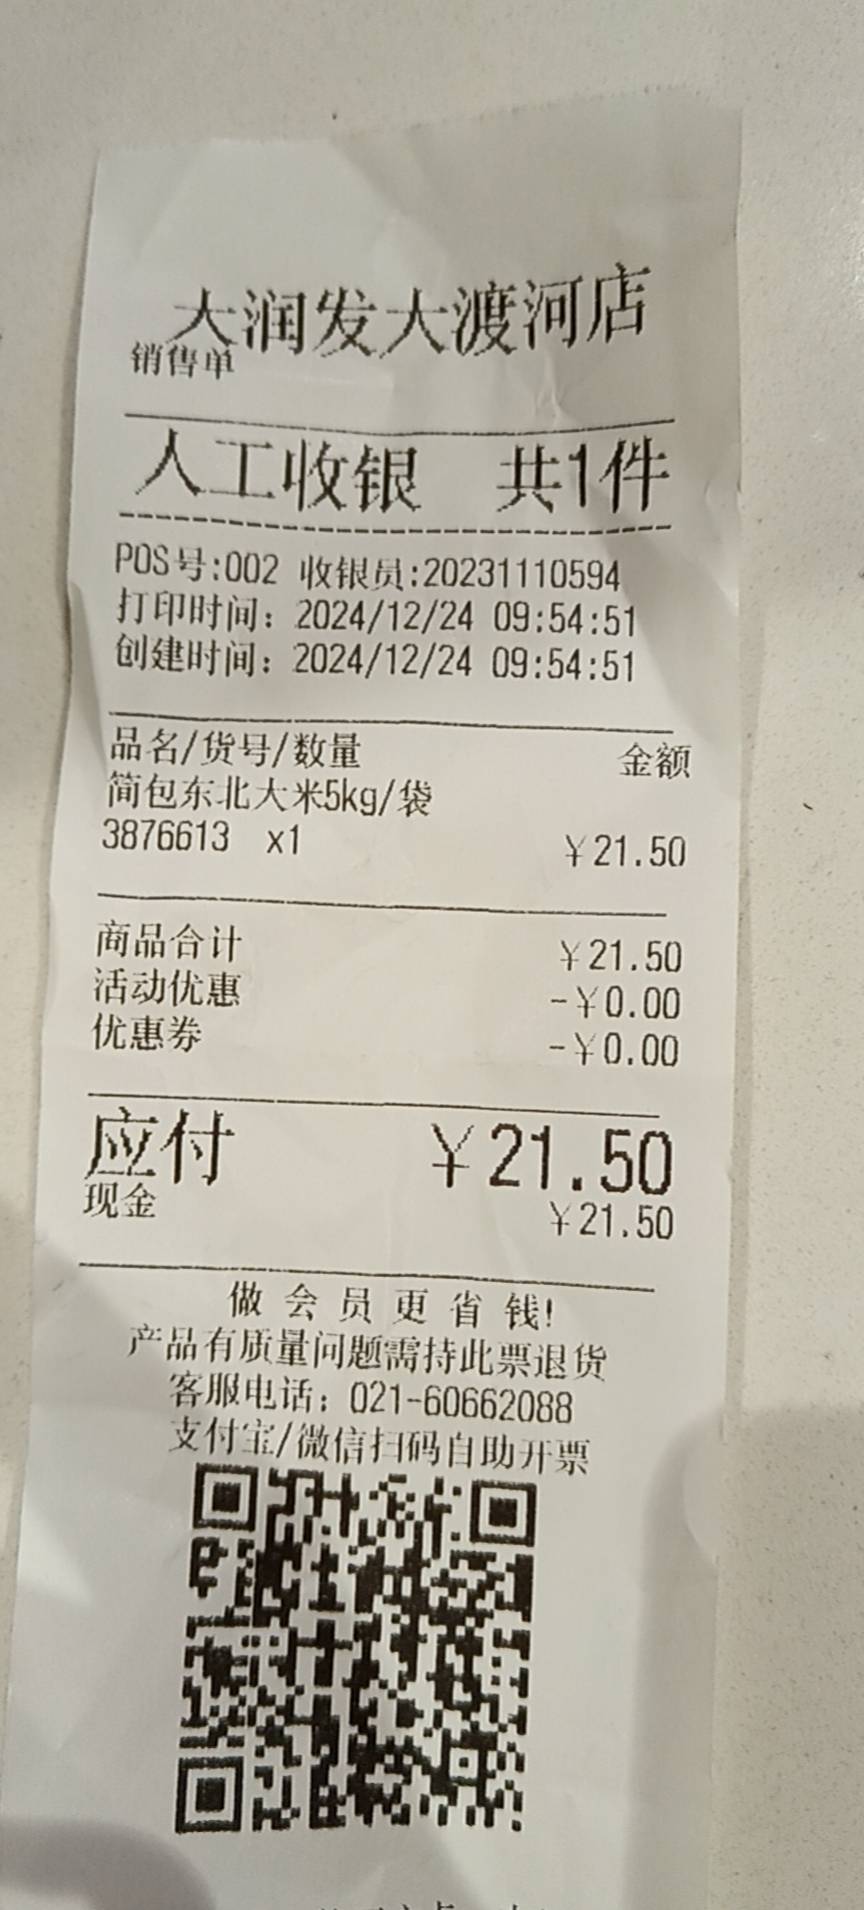 大润发大渡河店
销售单
人工收银 共1件
POS号:002 收银员:20231110594
打印时间：2024/12/24 09:54:51
创建时间：2024/12/24 09:54:51
品名/货号/数量 金额
简包东北大米5kg/袋
3876613 x1 ¥21.50
商品合计 ¥21.50
活动优惠 -¥0.00
优惠券 -¥0.00
应付 ¥21.50
现金 ¥21.50
做会员更省钱!
产品有质量问题需持此票退货
客服电话：021-60662088
支付宝/微信扫码自助开票